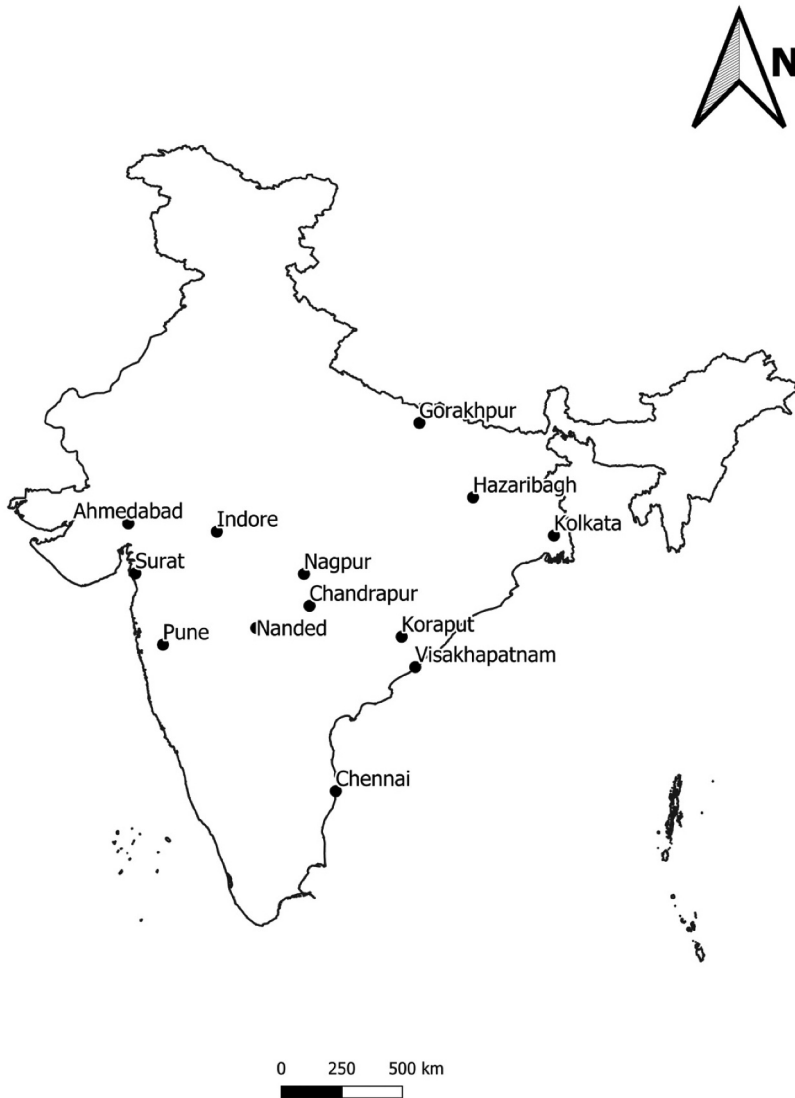 N
Gorakhpur
Hazaribagh
Ahmedabad
Indore
Kolkata
Surat
Nagpur
Chandrapur
Nanded
Koraput
Pune
Visakhapatnam
Chennai
0 250 500 km